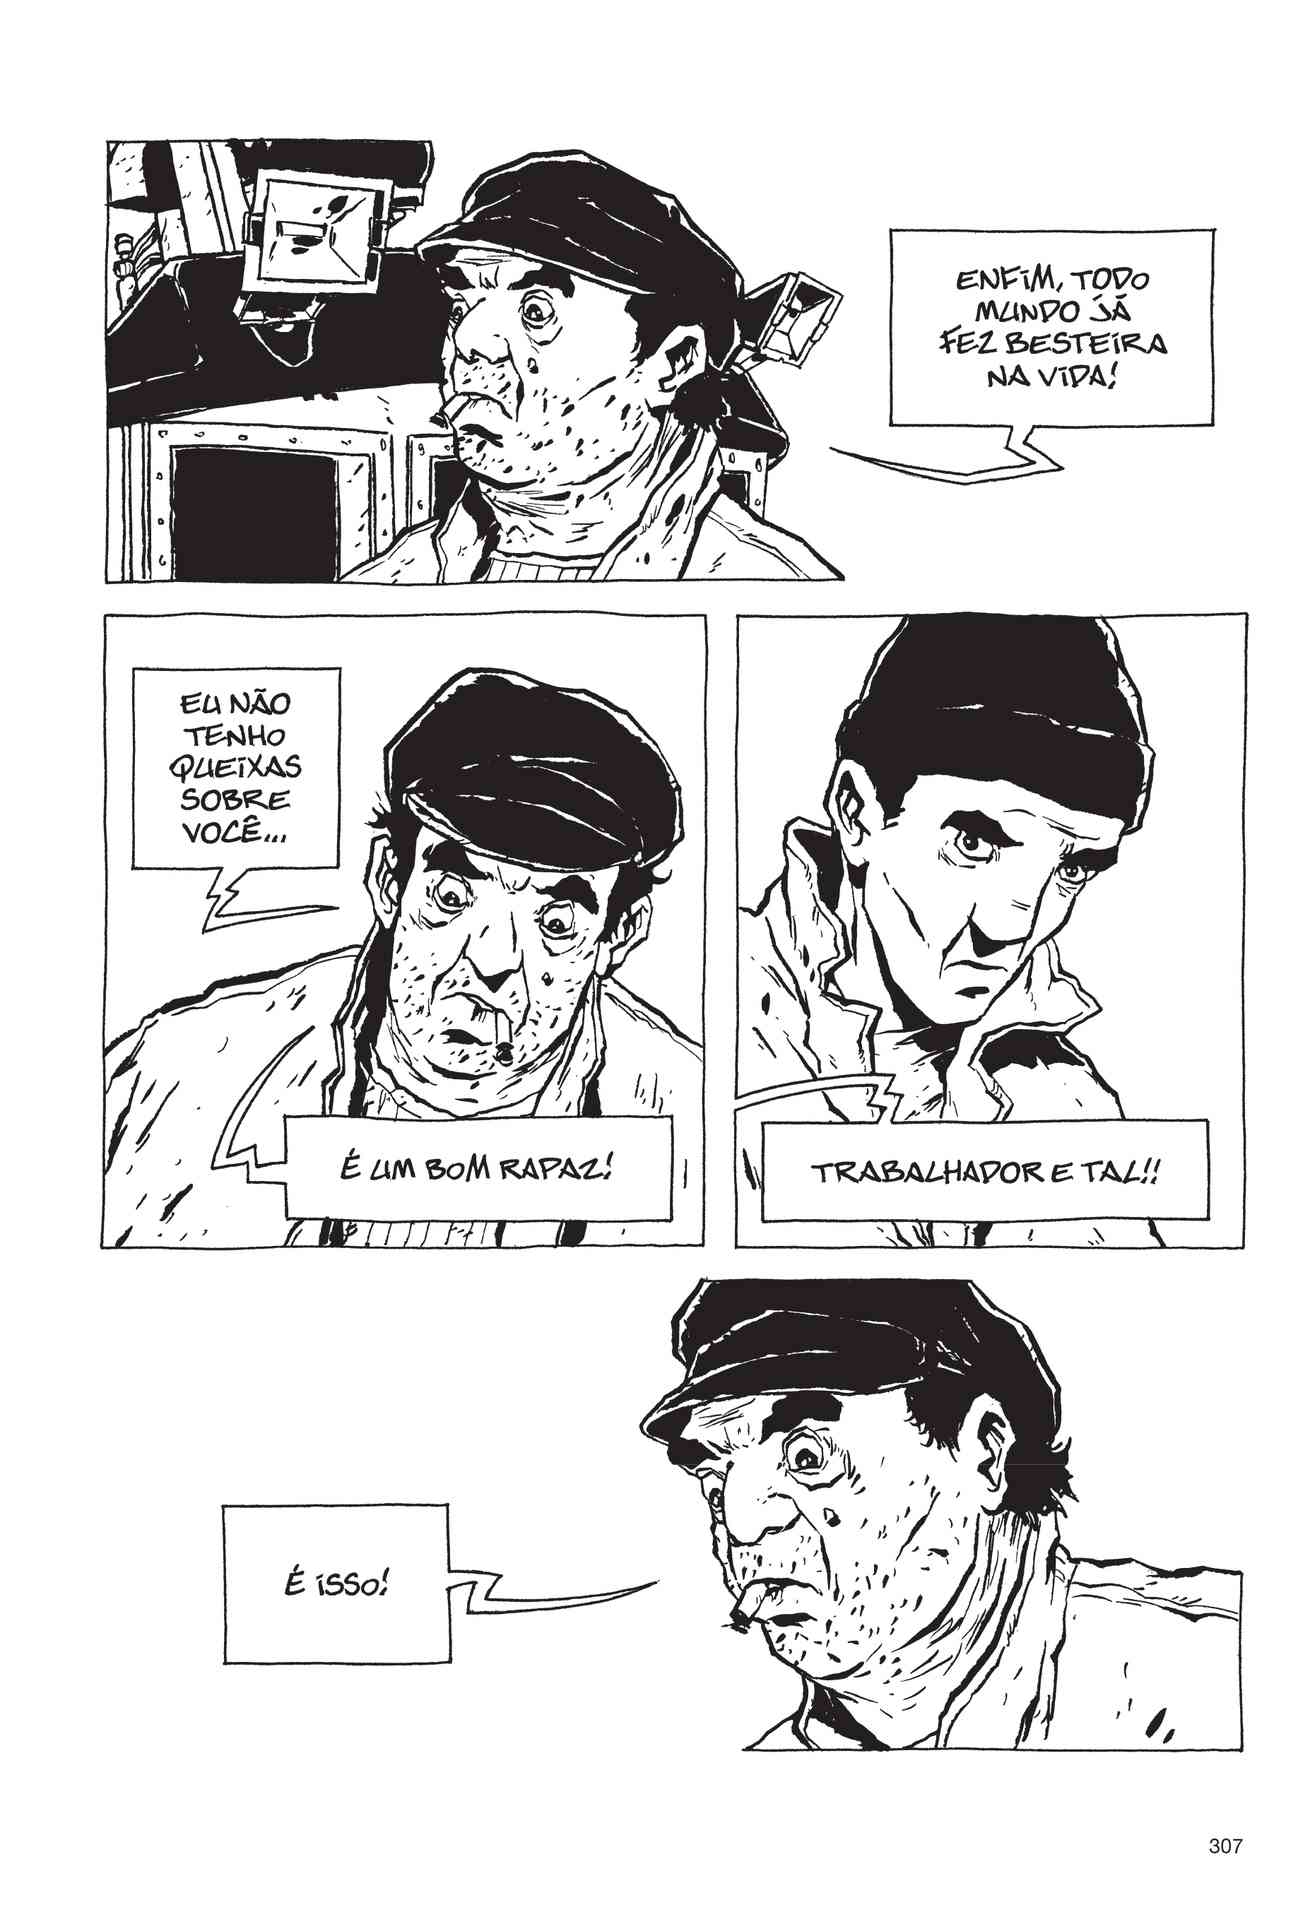 ENFIM, TODO
MUNDO JÁ
FEZ BESTEIRA
NA VIDA!
EU NÃO
TENHO
QUEIXAS
SOBRE
VOCÊ...
É UM BOM RAPAZ!
TRABALHADOR E TAL!!
É ISSO!
307